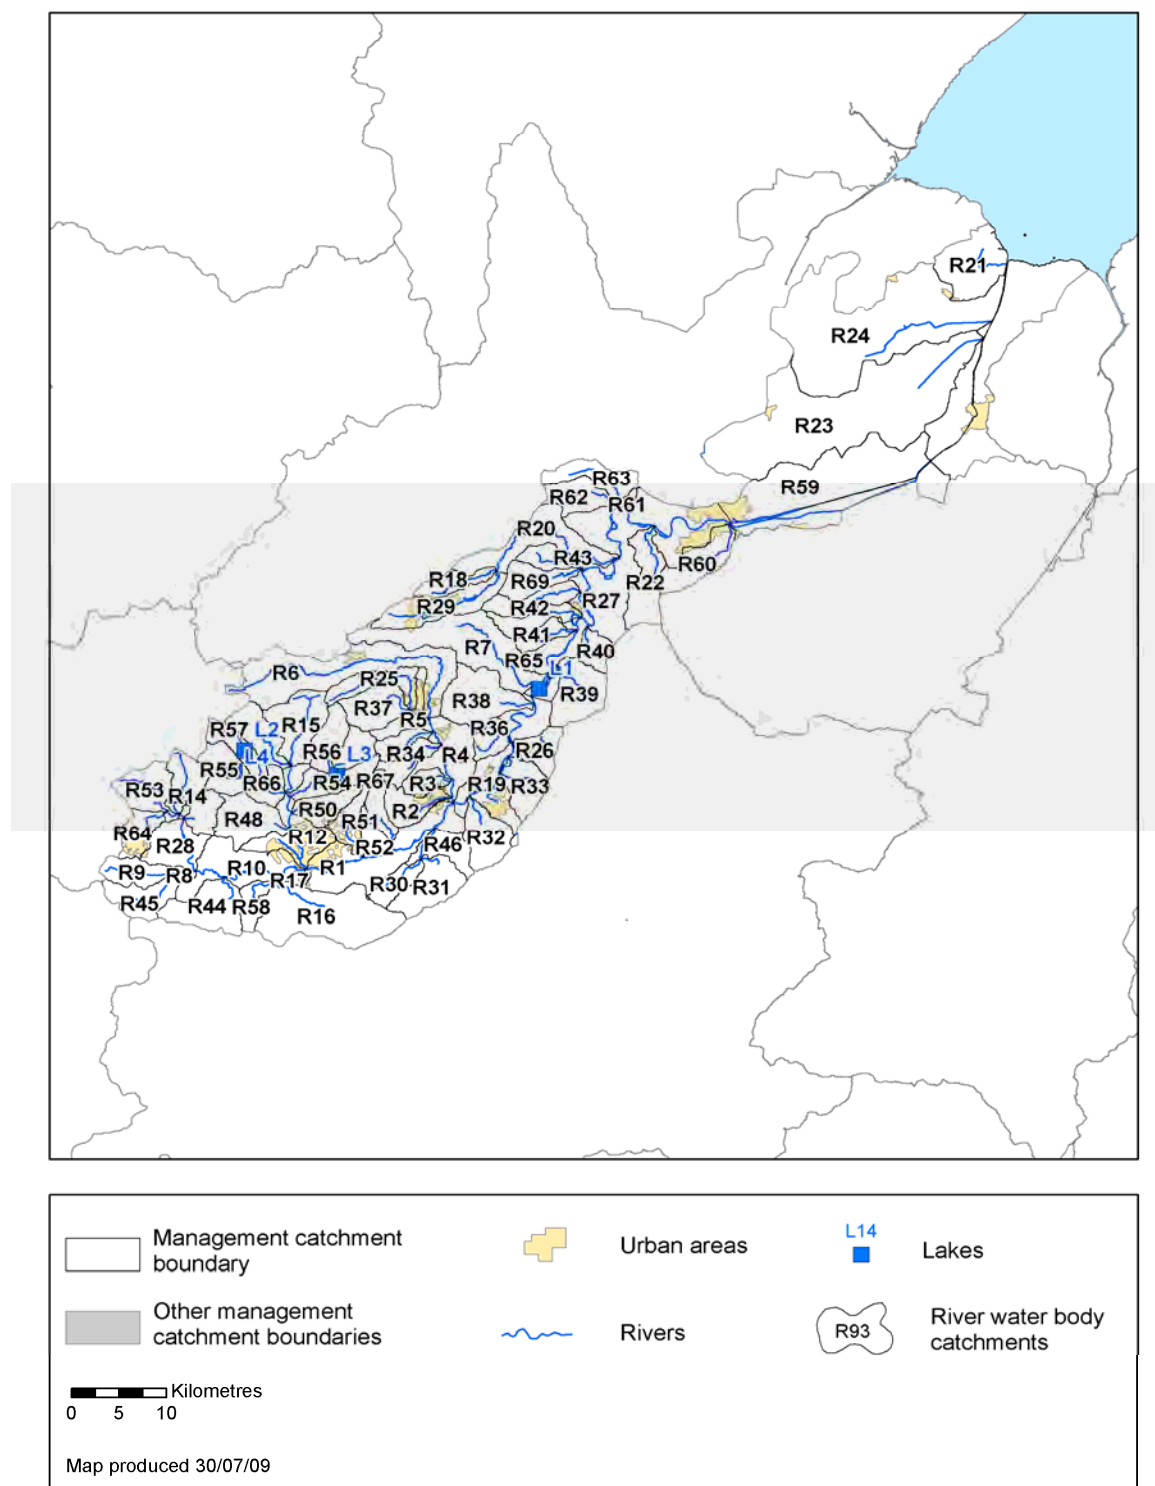 R21
R24
R23
R59
R63
R62
R61
R20
R43
R60
R18
R69
R22
R29
R42
R27
R41
R7
R40
R65
L1
R6
R25
R39
R38
R37
R5
R57
L2
R15
R36
R56
L3
R34
R4
R26
L4
R55
R66
R54
R67
R3
R19
R33
R53
R14
R50
R2
R48
R51
R64
R12
R32
R28
R52
R46
R9
R8
R10
R1
R17
R30
R31
R45
R44
R58
R16
Management catchment
boundary
Urban areas
L14
Lakes
Other management
catchment boundaries
Rivers
R93
River water body
catchments
Kilometres
0 5 10
Map produced 30/07/09